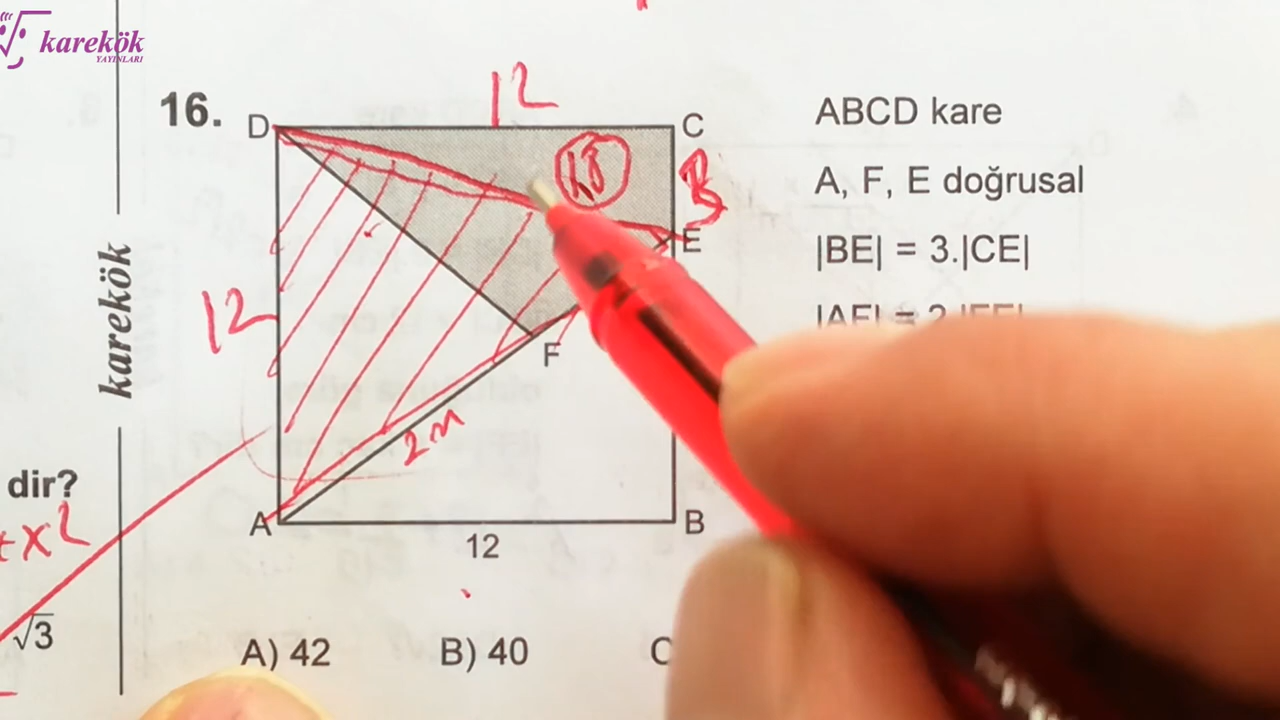 karekök
YAYINLARI
16.
12
D
C
ABCD kare
18
A, F, E doğrusal
E
|BE| = 3.|CE|
karekök
12
F
2m
dir?
A
B
+x2
12
√3
A) 42
B) 40
C